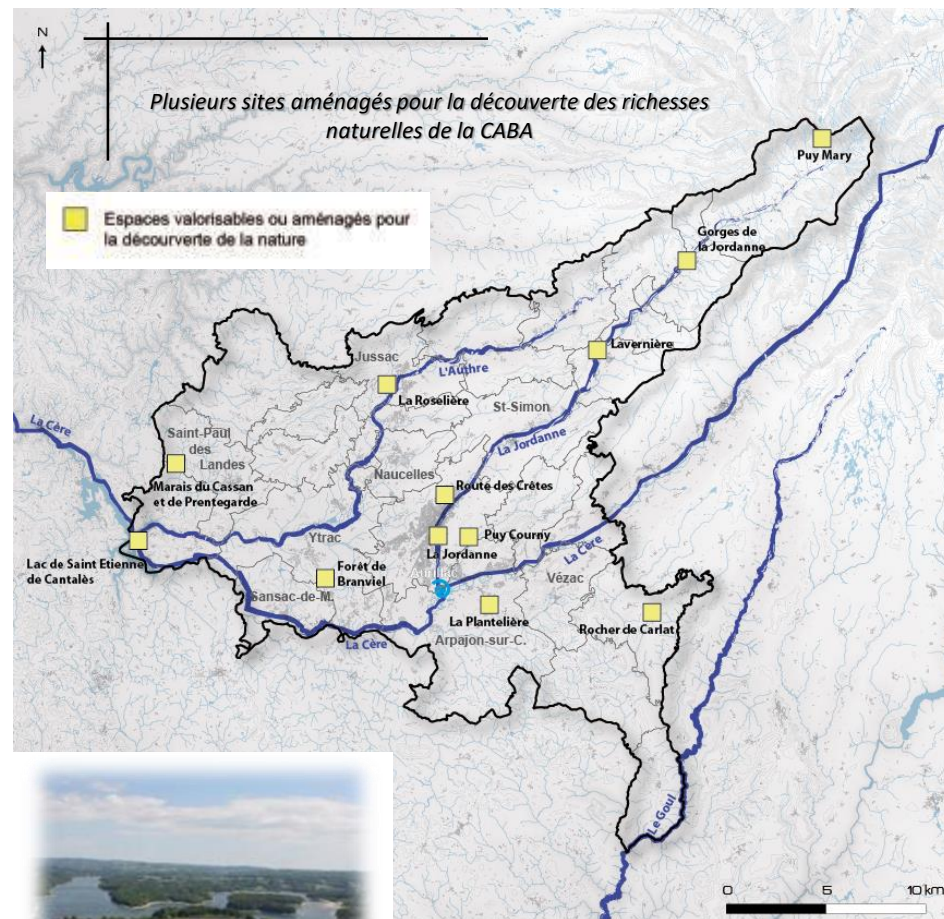 N
Plusieurs sites aménagés pour la découverte des richesses
naturelles de la CABA
Espaces valorisables ou aménagés pour
la décourverte de la nature
Puy Mary
Gorges de
la Jordanne
Lavernière
Jussac
L'Authre
La Roselière
St-Simon
La Jordanne
La Cère
Saint-Paul
des
Landes
Marais du Cassan
et de Prentegarde
Naucelles
Route des Crêtes
Ytrac
La Jordanne
Puy Courny
La Cère
Lac de Saint Etienne
de Cantalès
Forêt de
Branviel
Sansac-de-M.
Vézac
La Plantelière
Rocher de Carlat
La Cère
Arpajon-sur-C.
Le Goul
0 5 10 km